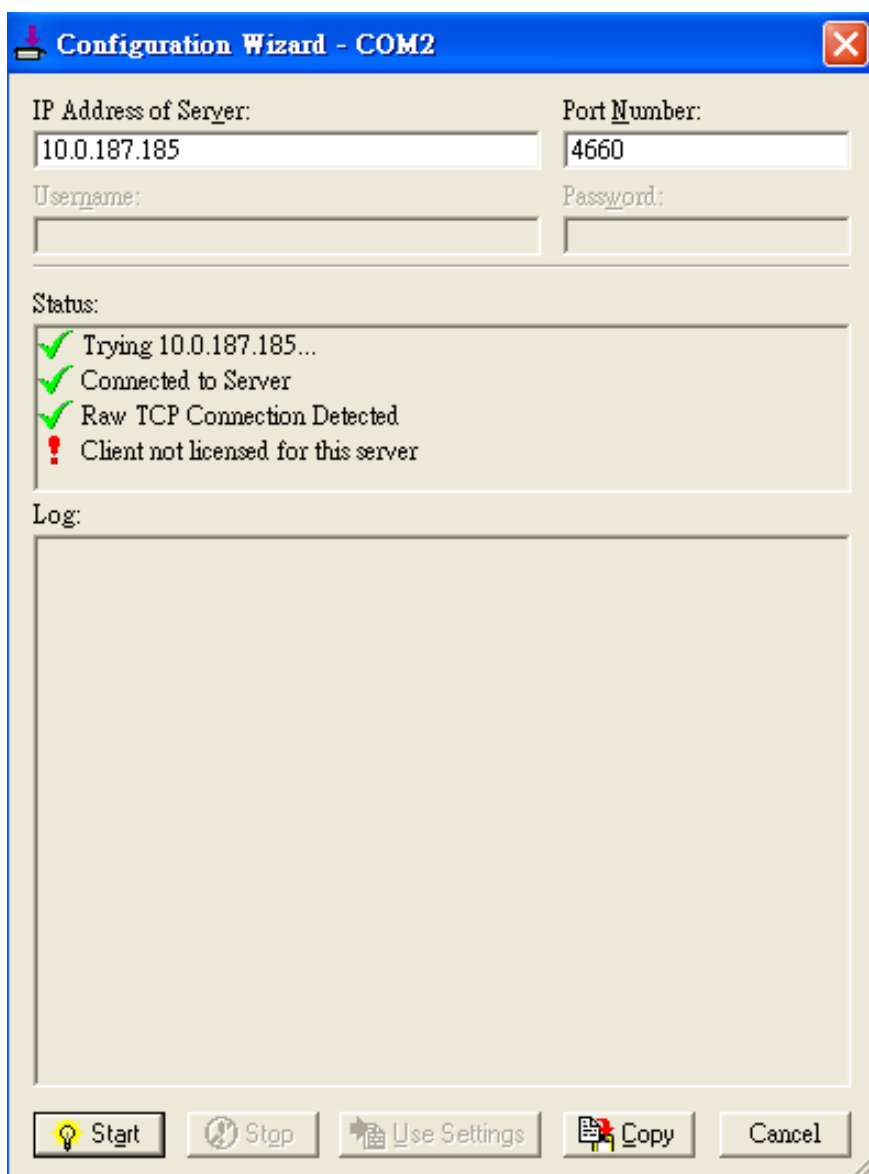 Configuration Wizard - COM2
IP Address of Server: Port Number:
10.0.187.185 4660
Username: Password:
Status:
Trying 10.0.187.185...
Connected to Server
Raw TCP Connection Detected
Client not licensed for this server
Log:
Start Stop Use Settings Copy Cancel